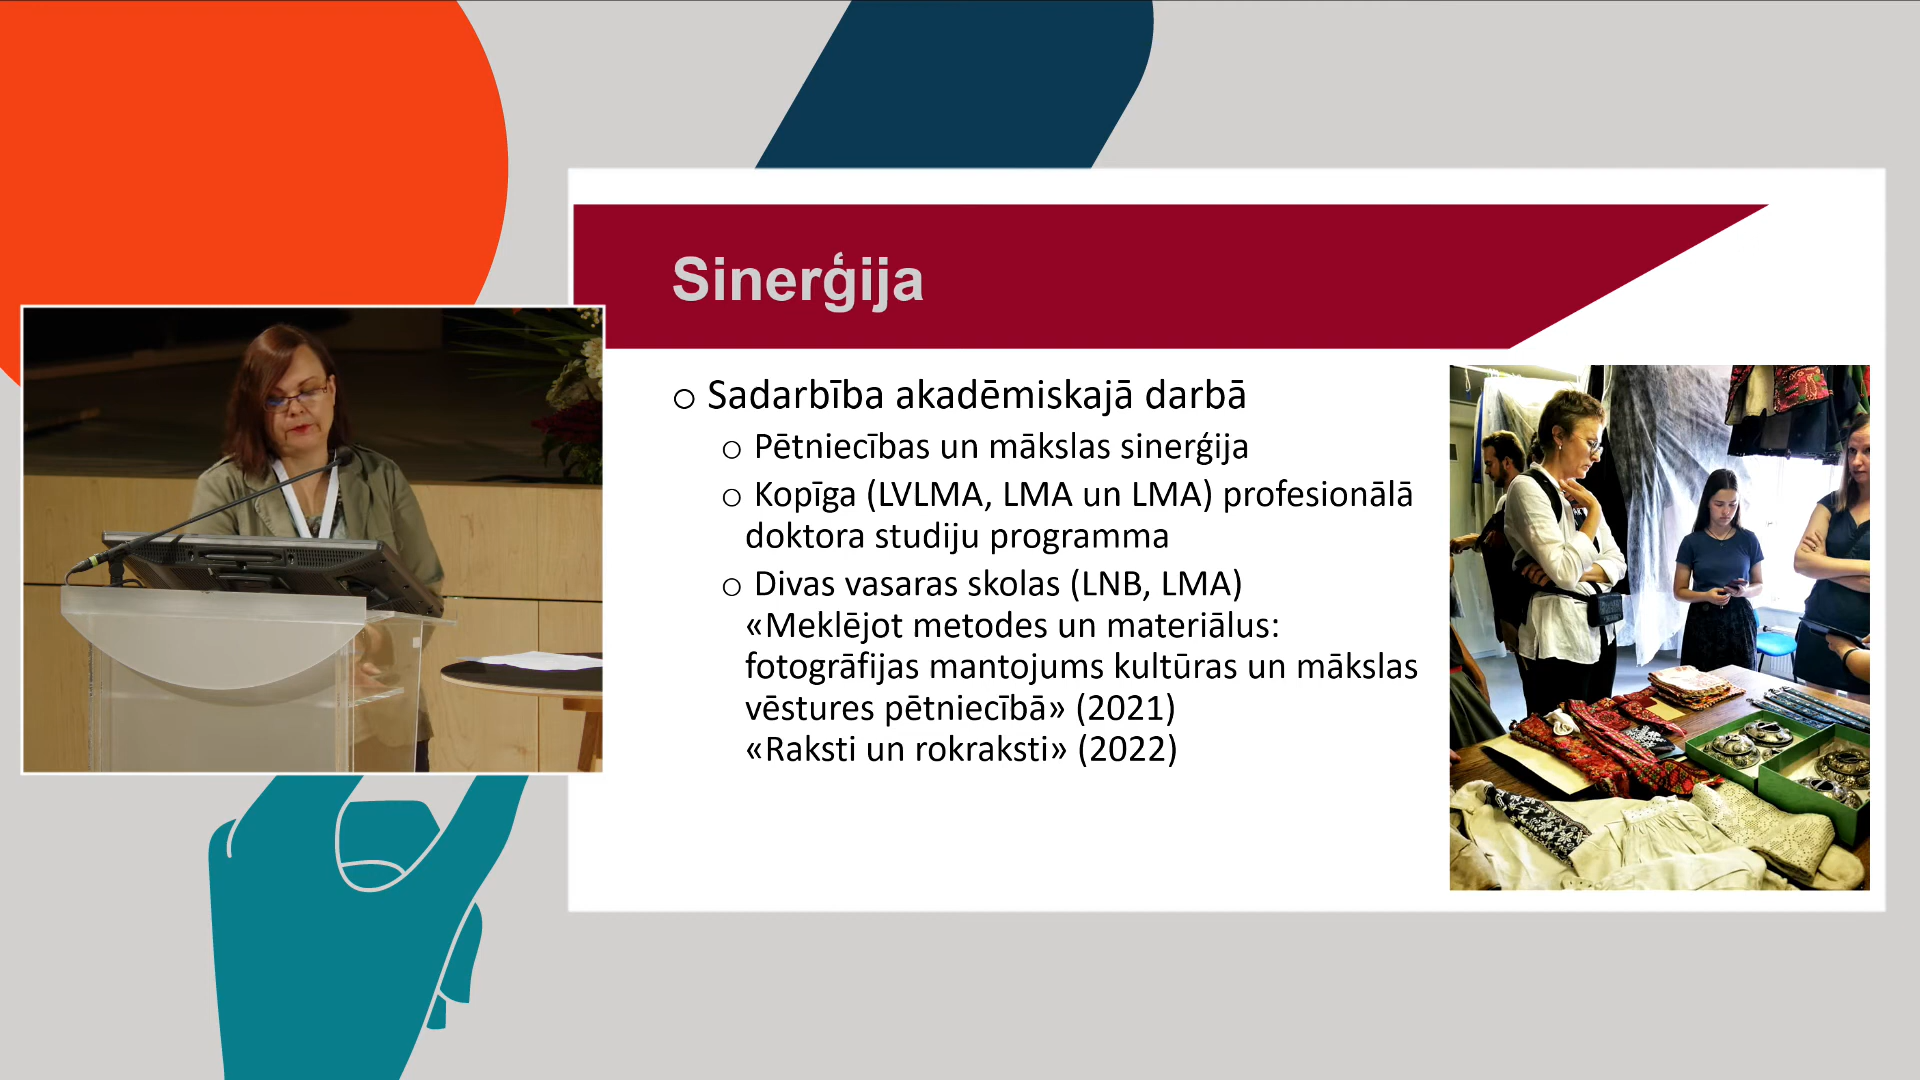 Sinerģija
o Sadarbība akadēmiskajā darbā
o Pētniecības un mākslas sinerģija
o Kopīga (LVLMA, LMA un LMA) profesionālā
doktora studiju programma
o Divas vasaras skolas (LNB, LMA)
«Meklējot metodes un materiālus:
fotogrāfijas mantojums kultūras un mākslas
vēstures pētniecībā» (2021)
«Raksti un rokraksti» (2022)